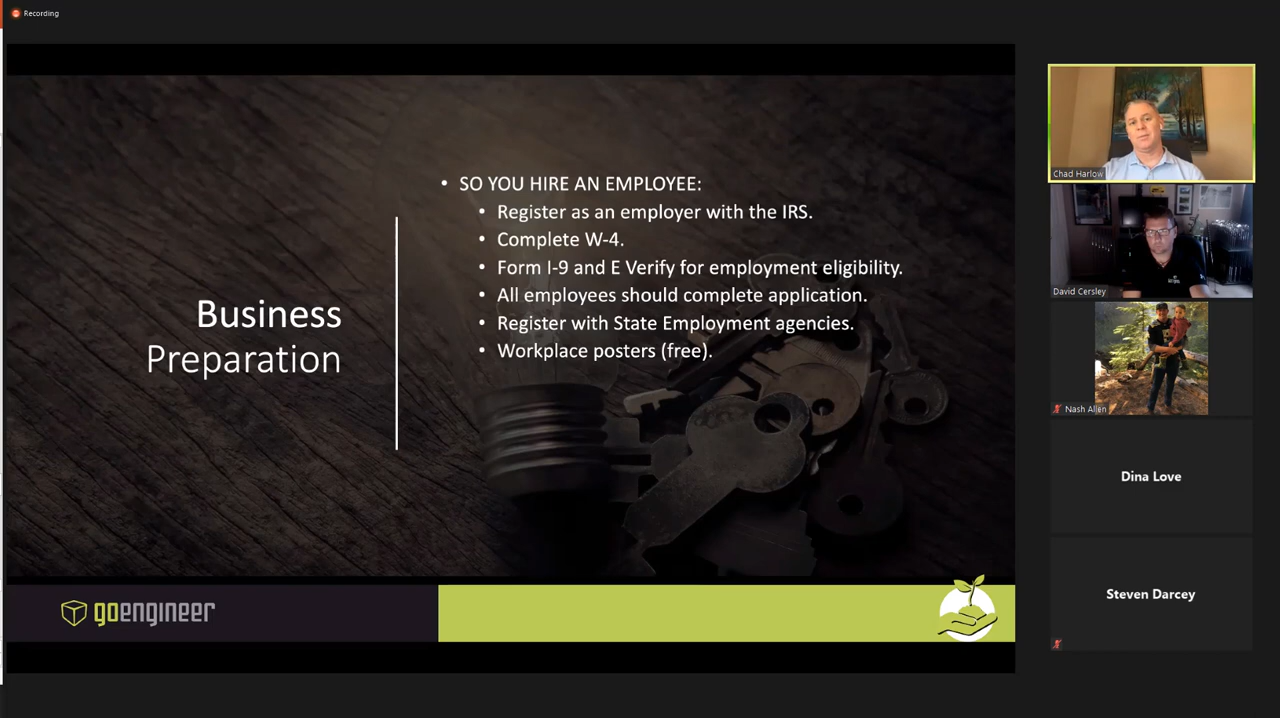 Recording
Business
Preparation
• SO YOU HIRE AN EMPLOYEE:
• Register as an employer with the IRS.
• Complete W-4.
• Form I-9 and E Verify for employment eligibility.
• All employees should complete application.
• Register with State Employment agencies.
• Workplace posters (free).
goengineer
Chad Harlow
David Cersley
Nash Allen
Dina Love
Steven Darcey